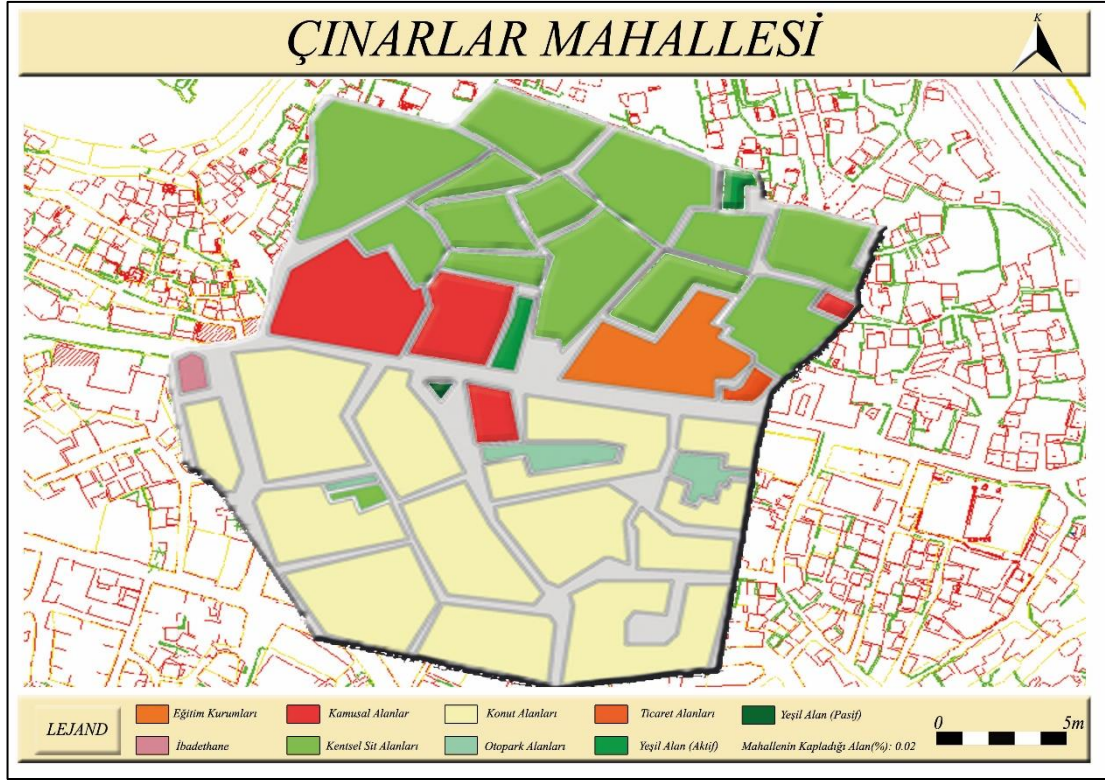 ÇINARLAR MAHALLESİ
K
LEJAND
Eğitim Kurumları
Kamusal Alanlar
Konut Alanları
Ticaret Alanları
Yeşil Alan (Pasif)
İbadethane
Kentsel Sit Alanları
Otopark Alanları
Yeşil Alan (Aktif)
Mahallenin Kapladığı Alan(%): 0.02
0 5m